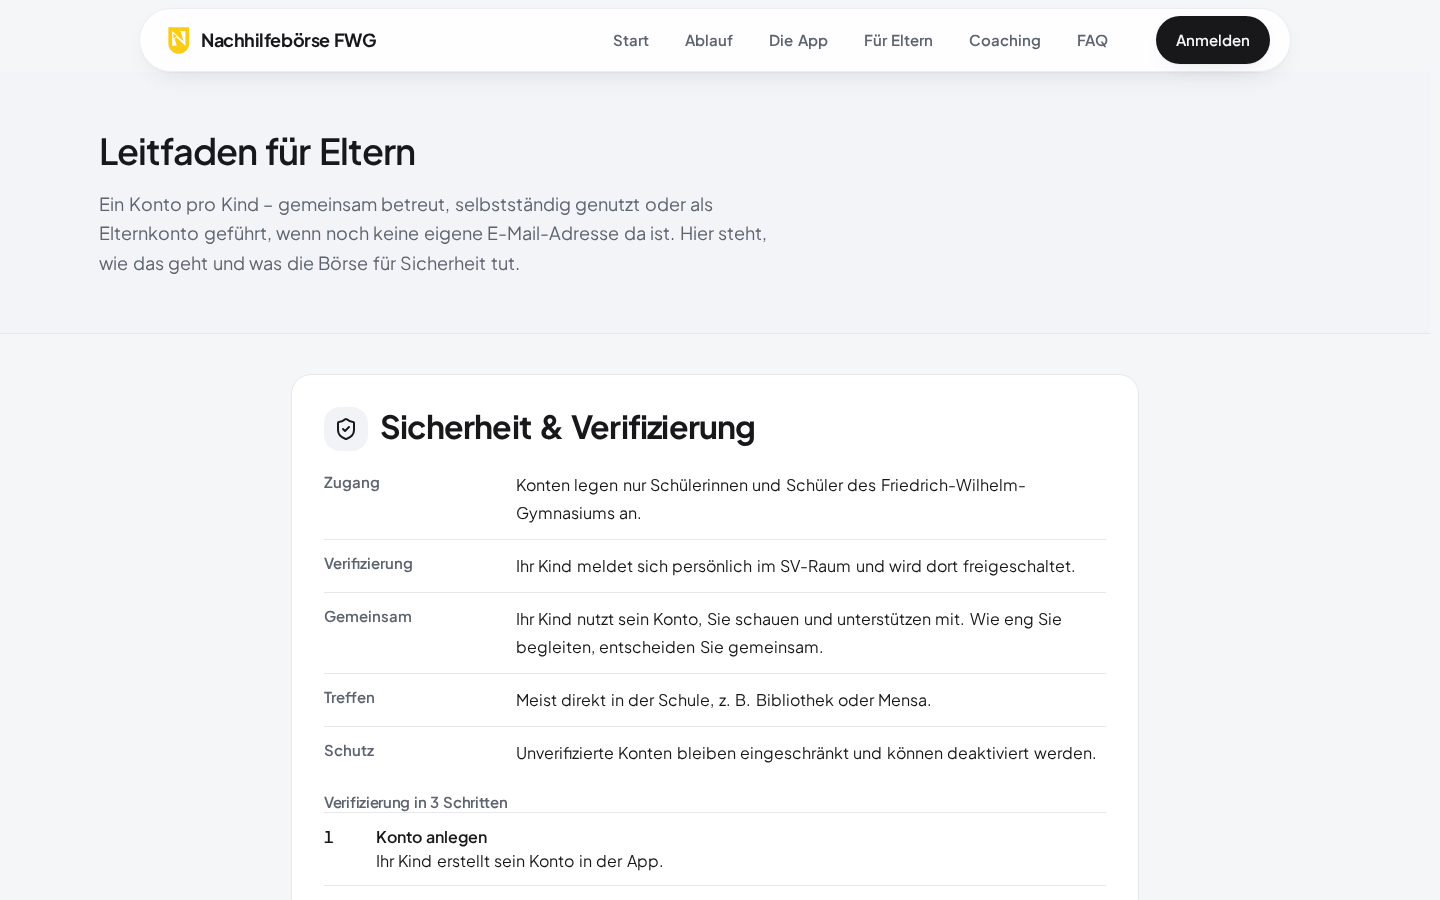 Nachhilfebörse FWG
Start
Ablauf
Die App
Für Eltern
Coaching
FAQ
Anmelden
Leitfaden für Eltern
Ein Konto pro Kind – gemeinsam betreut, selbstständig genutzt oder als
Elternkonto geführt, wenn noch keine eigene E-Mail-Adresse da ist. Hier steht,
wie das geht und was die Börse für Sicherheit tut.
Sicherheit & Verifizierung
Zugang
Konten legen nur Schülerinnen und Schüler des Friedrich-Wilhelm-
Gymnasiums an.
Verifizierung
Ihr Kind meldet sich persönlich im SV-Raum und wird dort freigeschaltet.
Gemeinsam
Ihr Kind nutzt sein Konto, Sie schauen und unterstützen mit. Wie eng Sie
begleiten, entscheiden Sie gemeinsam.
Treffen
Meist direkt in der Schule, z. B. Bibliothek oder Mensa.
Schutz
Unverifizierte Konten bleiben eingeschränkt und können deaktiviert werden.
Verifizierung in 3 Schritten
1
Konto anlegen
Ihr Kind erstellt sein Konto in der App.